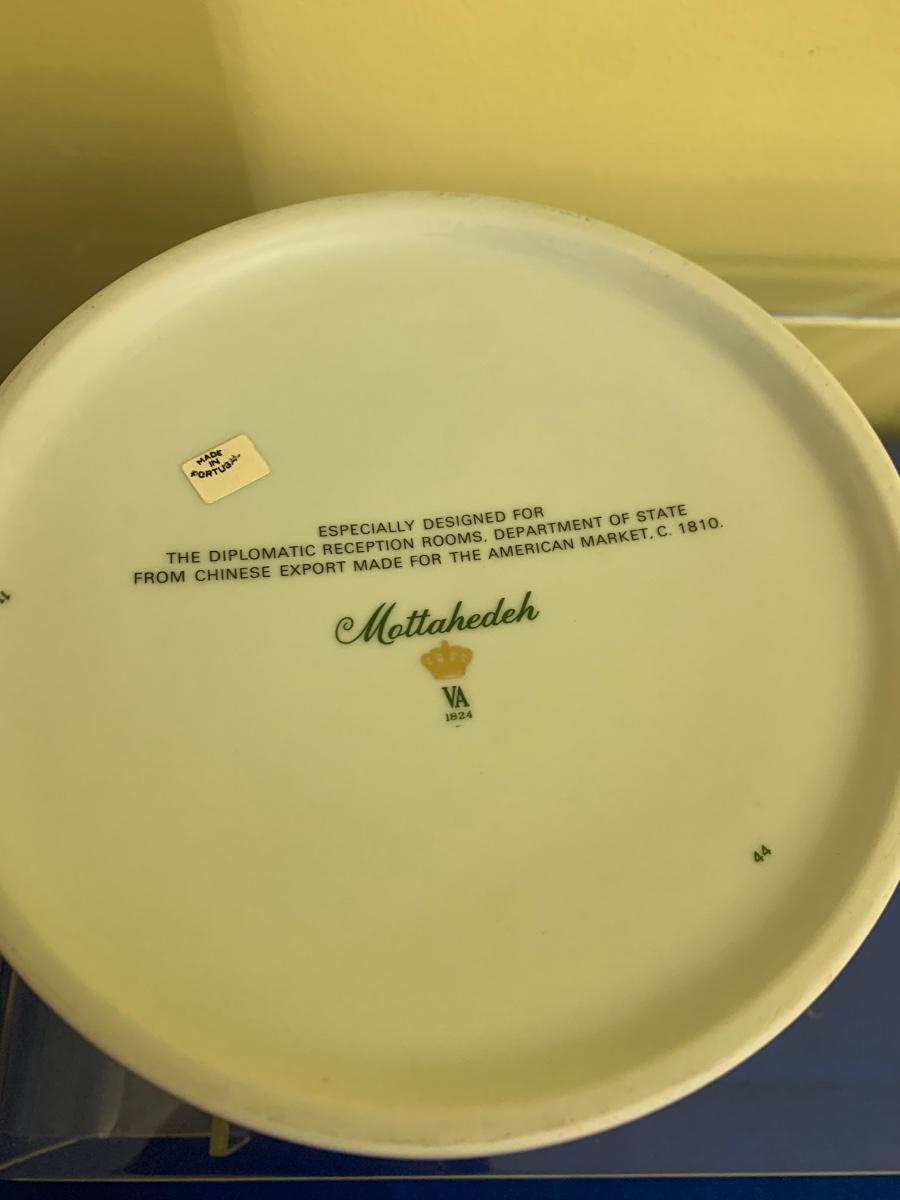 MADE
IN
PORTUGAL
ESPECIALLY DESIGNED FOR
THE DIPLOMATIC RECEPTION ROOMS, DEPARTMENT OF STATE
FROM CHINESE EXPORT MADE FOR THE AMERICAN MARKET, C. 1810.
Mottahedeh
VA
1824
44